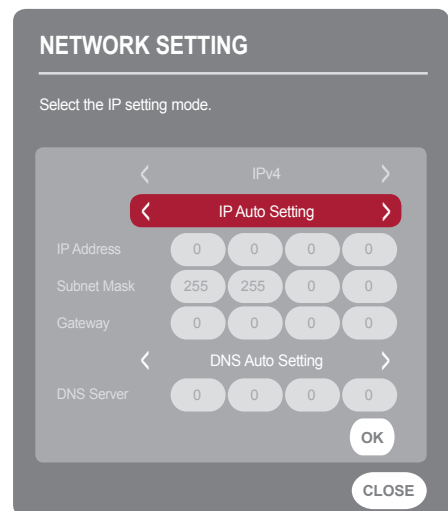 NETWORK SETTING
Select the IP setting mode.
IPv4
IP Auto Setting
IP Address 0 0 0 0
Subnet Mask 255 255 0 0
Gateway 0 0 0 0
DNS Auto Setting
DNS Server 0 0 0 0
OK
CLOSE